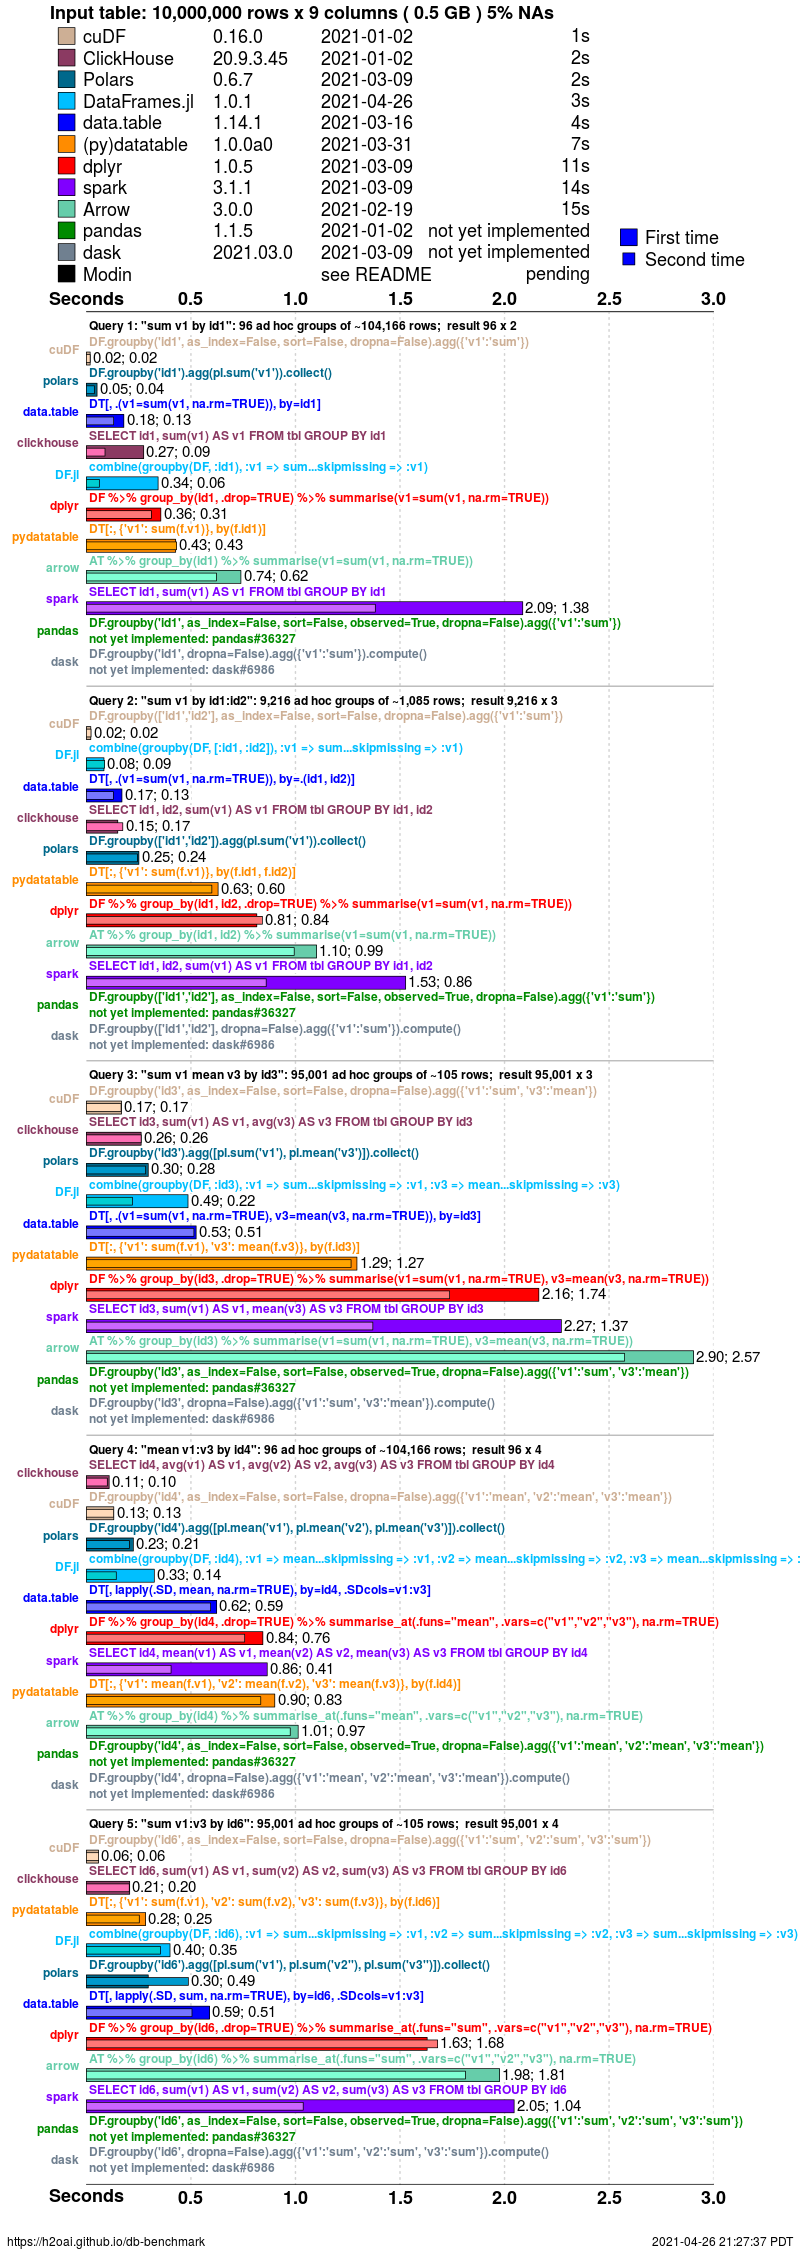 Input table: 10,000,000 rows x 9 columns ( 0.5 GB ) 5% NAs
cuDF 0.16.0 2021-01-02 1s
ClickHouse 20.9.3.45 2021-01-02 2s
Polars 0.6.7 2021-03-09 2s
DataFrames.jl 1.0.1 2021-04-26 3s
data.table 1.14.1 2021-03-16 4s
(py)datatable 1.0.0a0 2021-03-31 7s
dplyr 1.0.5 2021-03-09 11s
spark 3.1.1 2021-03-09 14s
Arrow 3.0.0 2021-02-19 15s
pandas 1.1.5 2021-01-02 not yet implemented
dask 2021.03.0 2021-03-09 not yet implemented
Modin see README pending
First time
Second time
Seconds 0.5 1.0 1.5 2.0 2.5 3.0
Query 1: "sum v1 by id1": 96 ad hoc groups of ~104,166 rows;  result 96 x 2
DF.groupby('id1', as_index=False, sort=False, dropna=False).agg({'v1':'sum'})
cuDF 0.02; 0.02
DF.groupby('id1').agg(pl.sum('v1')).collect()
polars 0.05; 0.04
DT[, .(v1=sum(v1, na.rm=TRUE)), by=id1]
data.table 0.18; 0.13
SELECT id1, sum(v1) AS v1 FROM tbl GROUP BY id1
clickhouse 0.27; 0.09
combine(groupby(DF, :id1), :v1 => sum...skipmissing => :v1)
DF.jl 0.34; 0.06
DF %>% group_by(id1, .drop=TRUE) %>% summarise(v1=sum(v1, na.rm=TRUE))
dplyr 0.36; 0.31
DT[:, {'v1': sum(f.v1)}, by(f.id1)]
pydatatable 0.43; 0.43
AT %>% group_by(id1) %>% summarise(v1=sum(v1, na.rm=TRUE))
arrow 0.74; 0.62
SELECT id1, sum(v1) AS v1 FROM tbl GROUP BY id1
spark 2.09; 1.38
DF.groupby('id1', as_index=False, sort=False, observed=True, dropna=False).agg({'v1':'sum'})
pandas not yet implemented: pandas#36327
DF.groupby('id1', dropna=False).agg({'v1':'sum'}).compute()
dask not yet implemented: dask#6986
Query 2: "sum v1 by id1:id2": 9,216 ad hoc groups of ~1,085 rows;  result 9,216 x 3
DF.groupby(['id1','id2'], as_index=False, sort=False, dropna=False).agg({'v1':'sum'})
cuDF 0.02; 0.02
combine(groupby(DF, [:id1, :id2]), :v1 => sum...skipmissing => :v1)
DF.jl 0.08; 0.09
DT[, .(v1=sum(v1, na.rm=TRUE)), by=.(id1, id2)]
data.table 0.17; 0.13
SELECT id1, id2, sum(v1) AS v1 FROM tbl GROUP BY id1, id2
clickhouse 0.15; 0.17
DF.groupby(['id1','id2']).agg(pl.sum('v1')).collect()
polars 0.25; 0.24
DT[:, {'v1': sum(f.v1)}, by(f.id1, f.id2)]
pydatatable 0.63; 0.60
DF %>% group_by(id1, id2, .drop=TRUE) %>% summarise(v1=sum(v1, na.rm=TRUE))
dplyr 0.81; 0.84
AT %>% group_by(id1, id2) %>% summarise(v1=sum(v1, na.rm=TRUE))
arrow 1.10; 0.99
SELECT id1, id2, sum(v1) AS v1 FROM tbl GROUP BY id1, id2
spark 1.53; 0.86
DF.groupby(['id1','id2'], as_index=False, sort=False, observed=True, dropna=False).agg({'v1':'sum'})
pandas not yet implemented: pandas#36327
DF.groupby(['id1','id2'], dropna=False).agg({'v1':'sum'}).compute()
dask not yet implemented: dask#6986
Query 3: "sum v1 mean v3 by id3": 95,001 ad hoc groups of ~105 rows;  result 95,001 x 3
DF.groupby('id3', as_index=False, sort=False, dropna=False).agg({'v1':'sum', 'v3':'mean'})
cuDF 0.17; 0.17
SELECT id3, sum(v1) AS v1, avg(v3) AS v3 FROM tbl GROUP BY id3
clickhouse 0.26; 0.26
DF.groupby('id3').agg([pl.sum('v1'), pl.mean('v3')]).collect()
polars 0.30; 0.28
combine(groupby(DF, :id3), :v1 => sum...skipmissing => :v1, :v3 => mean...skipmissing => :v3)
DF.jl 0.49; 0.22
DT[, .(v1=sum(v1, na.rm=TRUE), v3=mean(v3, na.rm=TRUE)), by=id3]
data.table 0.53; 0.51
DT[:, {'v1': sum(f.v1), 'v3': mean(f.v3)}, by(f.id3)]
pydatatable 1.29; 1.27
DF %>% group_by(id3, .drop=TRUE) %>% summarise(v1=sum(v1, na.rm=TRUE), v3=mean(v3, na.rm=TRUE))
dplyr 2.16; 1.74
SELECT id3, sum(v1) AS v1, mean(v3) AS v3 FROM tbl GROUP BY id3
spark 2.27; 1.37
AT %>% group_by(id3) %>% summarise(v1=sum(v1, na.rm=TRUE), v3=mean(v3, na.rm=TRUE))
arrow 2.90; 2.57
DF.groupby('id3', as_index=False, sort=False, observed=True, dropna=False).agg({'v1':'sum', 'v3':'mean'})
pandas not yet implemented: pandas#36327
DF.groupby('id3', dropna=False).agg({'v1':'sum', 'v3':'mean'}).compute()
dask not yet implemented: dask#6986
Query 4: "mean v1:v3 by id4": 96 ad hoc groups of ~104,166 rows;  result 96 x 4
SELECT id4, avg(v1) AS v1, avg(v2) AS v2, avg(v3) AS v3 FROM tbl GROUP BY id4
clickhouse 0.11; 0.10
DF.groupby('id4', as_index=False, sort=False, dropna=False).agg({'v1':'mean', 'v2':'mean', 'v3':'mean'})
cuDF 0.13; 0.13
DF.groupby('id4').agg([pl.mean('v1'), pl.mean('v2'), pl.mean('v3')]).collect()
polars 0.23; 0.21
combine(groupby(DF, :id4), :v1 => mean...skipmissing => :v1, :v2 => mean...skipmissing => :v2, :v3 => mean...skipmissing => :
DF.jl 0.33; 0.14
DT[, lapply(.SD, mean, na.rm=TRUE), by=id4, .SDcols=v1:v3]
data.table 0.62; 0.59
DF %>% group_by(id4, .drop=TRUE) %>% summarise_at(.funs="mean", .vars=c("v1","v2","v3"), na.rm=TRUE)
dplyr 0.84; 0.76
SELECT id4, mean(v1) AS v1, mean(v2) AS v2, mean(v3) AS v3 FROM tbl GROUP BY id4
spark 0.86; 0.41
DT[:, {'v1': mean(f.v1), 'v2': mean(f.v2), 'v3': mean(f.v3)}, by(f.id4)]
pydatatable 0.90; 0.83
AT %>% group_by(id4) %>% summarise_at(.funs="mean", .vars=c("v1","v2","v3"), na.rm=TRUE)
arrow 1.01; 0.97
DF.groupby('id4', as_index=False, sort=False, observed=True, dropna=False).agg({'v1':'mean', 'v2':'mean', 'v3':'mean'})
pandas not yet implemented: pandas#36327
DF.groupby('id4', dropna=False).agg({'v1':'mean', 'v2':'mean', 'v3':'mean'}).compute()
dask not yet implemented: dask#6986
Query 5: "sum v1:v3 by id6": 95,001 ad hoc groups of ~105 rows;  result 95,001 x 4
DF.groupby('id6', as_index=False, sort=False, dropna=False).agg({'v1':'sum', 'v2':'sum', 'v3':'sum'})
cuDF 0.06; 0.06
SELECT id6, sum(v1) AS v1, sum(v2) AS v2, sum(v3) AS v3 FROM tbl GROUP BY id6
clickhouse 0.21; 0.20
DT[:, {'v1': sum(f.v1), 'v2': sum(f.v2), 'v3': sum(f.v3)}, by(f.id6)]
pydatatable 0.28; 0.25
combine(groupby(DF, :id6), :v1 => sum...skipmissing => :v1, :v2 => sum...skipmissing => :v2, :v3 => sum...skipmissing => :v3)
DF.jl 0.40; 0.35
DF.groupby('id6').agg([pl.sum('v1'), pl.sum('v2"), pl.sum('v3")]).collect()
polars 0.30; 0.49
DT[, lapply(.SD, sum, na.rm=TRUE), by=id6, .SDcols=v1:v3]
data.table 0.59; 0.51
DF %>% group_by(id6, .drop=TRUE) %>% summarise_at(.funs="sum", .vars=c("v1","v2","v3"), na.rm=TRUE)
dplyr 1.63; 1.68
AT %>% group_by(id6) %>% summarise_at(.funs="sum", .vars=c("v1","v2","v3"), na.rm=TRUE)
arrow 1.98; 1.81
SELECT id6, sum(v1) AS v1, sum(v2) AS v2, sum(v3) AS v3 FROM tbl GROUP BY id6
spark 2.05; 1.04
DF.groupby('id6', as_index=False, sort=False, observed=True, dropna=False).agg({'v1':'sum', 'v2':'sum', 'v3':'sum'})
pandas not yet implemented: pandas#36327
DF.groupby('id6', dropna=False).agg({'v1':'sum', 'v2':'sum', 'v3':'sum'}).compute()
dask not yet implemented: dask#6986
Seconds 0.5 1.0 1.5 2.0 2.5 3.0
https://h2oai.github.io/db-benchmark 2021-04-26 21:27:37 PDT